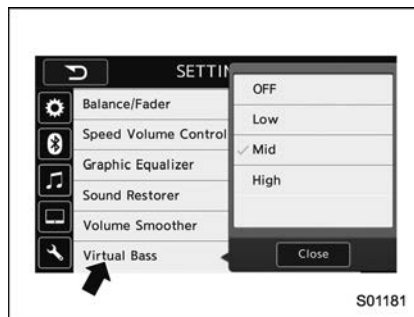 SETTIN
Balance/Fader
Speed Volume Control
Graphic Equalizer
Sound Restorer
Volume Smoother
Virtual Bass
OFF
Low
Mid
High
Close
S01181